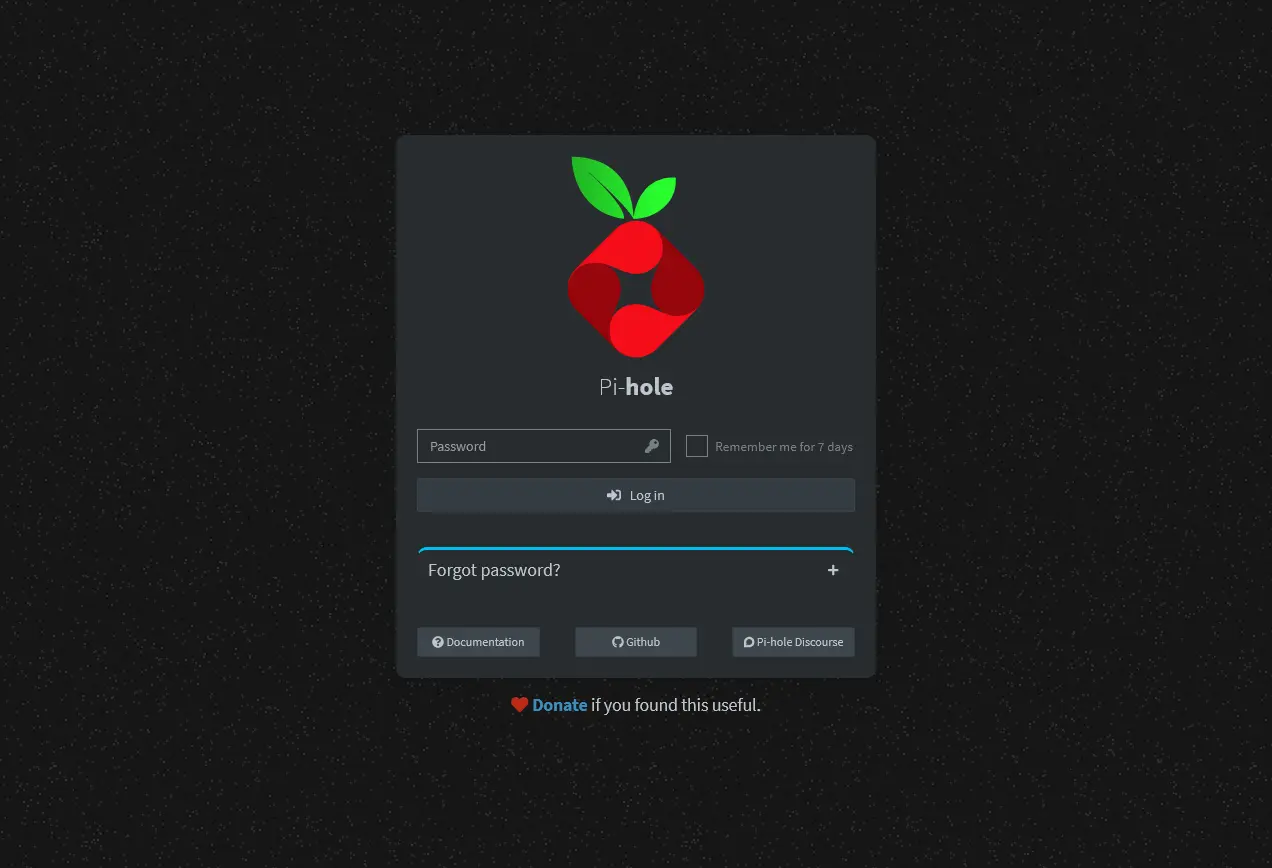 Pi-hole
Password
Remember me for 7 days
Log in
Forgot password?
Documentation
Github
Pi-hole Discourse
Donate if you found this useful.